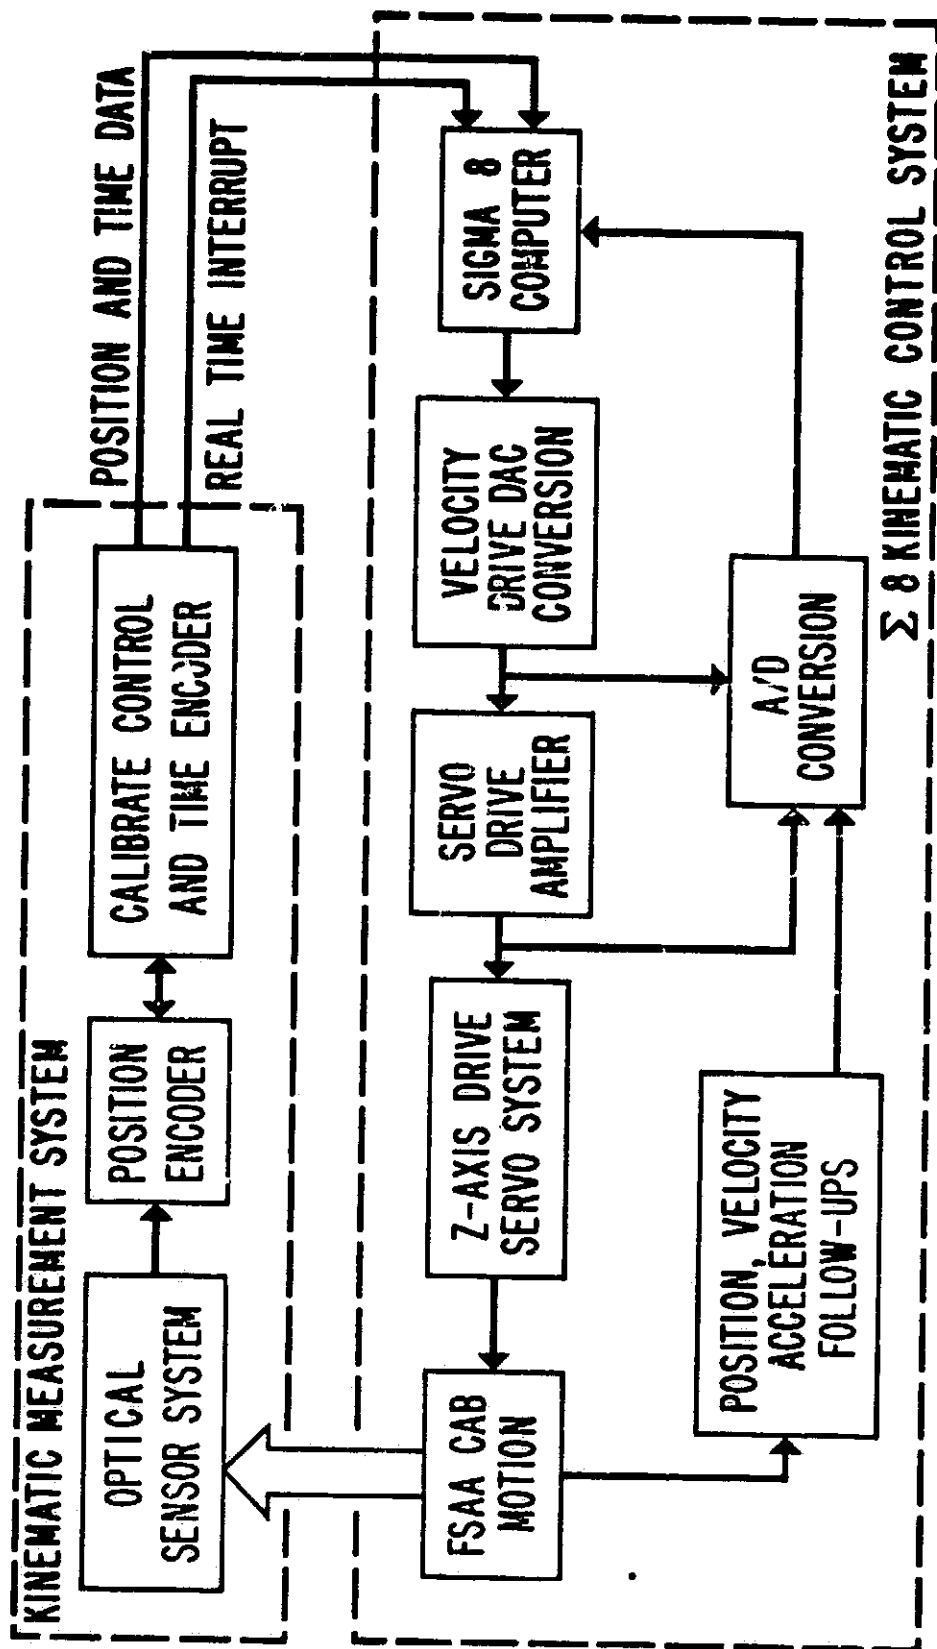 KINEMATIC MEASUREMENT SYSTEM
OPTICAL
SENSOR SYSTEM
POSITION
ENCODER
CALIBRATE CONTROL
AND TIME ENCODER
POSITION AND TIME DATA
REAL TIME INTERRUPT
FSAA CAB
MOTION
Z-AXIS DRIVE
SERVO SYSTEM
SERVO
DRIVE
AMPLIFIER
VELOCITY
DRIVE DAC
CONVERSION
SIGMA 8
COMPUTER
POSITION, VELOCITY
ACCELERATION
FOLLOW-UPS
A/D
CONVERSION
Σ 8 KINEMATIC CONTROL SYSTEM